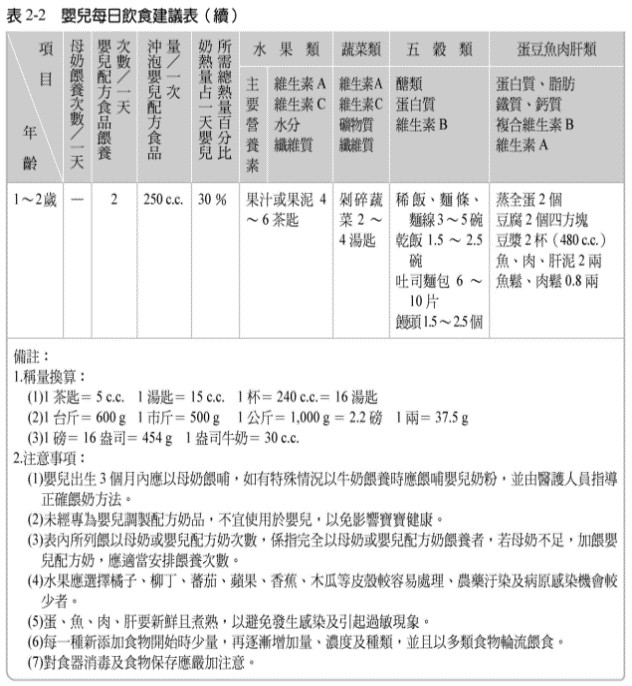 表 2-2　嬰兒每日飲食建議表（續）
項目
年齡
母奶餵養次數／一天
嬰兒配方食品餵養
次數／一天
沖泡嬰兒配方食品
量／一次
奶熱量占一天嬰兒
所需總熱量百分比
水果類
蔬菜類
五穀類
蛋豆魚肉肝類
主要營養素
維生素 A
維生素 C
水分
纖維質
維生素A
維生素C
礦物質
纖維質
醣類
蛋白質
維生素 B
蛋白質、脂肪
鐵質、鈣質
複合維生素 B
維生素 A
1～2歲
—
2
250 c.c.
30 %
果汁或果泥 4
～ 6 茶匙
剁碎蔬
菜 2 ～
4 湯匙
稀飯、麵條、
麵線 3～5 碗
乾飯 1.5 ～ 2.5
碗
吐司麵包 6 ～
10 片
饅頭 1.5～2.5 個
蒸全蛋 2 個
豆腐 2 個四方塊
豆漿 2 杯（480 c.c.）
魚、肉、肝泥 2 兩
魚鬆、肉鬆 0.8 兩
備註：
1.稱量換算：
(1)1 茶匙= 5 c.c.　1 湯匙= 15 c.c.　1 杯= 240 c.c.= 16 湯匙
(2)1 台斤= 600 g　1 市斤= 500 g　1 公斤= 1,000 g = 2.2 磅　1 兩= 37.5 g
(3)1 磅= 16 盎司= 454 g　1 盎司牛奶= 30 c.c.
2.注意事項：
(1)嬰兒出生 3 個月內應以母奶餵哺，如有特殊情況以牛奶餵養時應餵哺嬰兒奶粉，並由醫護人員指導
正確餵奶方法。
(2)未經專為嬰兒調製配方奶品，不宜使用於嬰兒，以免影響寶寶健康。
(3)表內所列餵以母奶或嬰兒配方奶次數，係指完全以母奶或嬰兒配方奶餵養者，若母奶不足，加餵嬰
兒配方奶，應適當安排餵養次數。
(4)水果應選擇橘子、柳丁、蕃茄、蘋果、香蕉、木瓜等皮殼較容易處理、農藥汙染及病原感染機會較
少者。
(5)蛋、魚、肉、肝要新鮮且煮熟，以避免發生感染及引起過敏現象。
(6)每一種新添加食物開始時少量，再逐漸增加量、濃度及種類，並且以多類食物輪流餵食。
(7)對食器消毒及食物保存應嚴加注意。